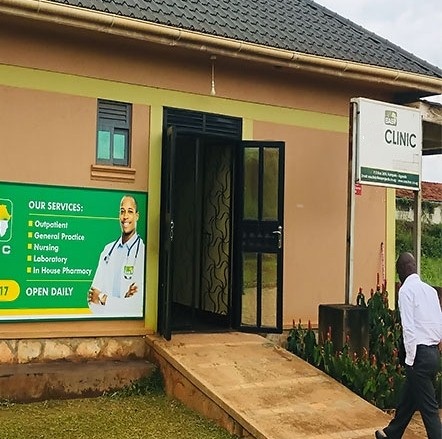 OUR SERVICES:
Outpatient
General Practice
Nursing
Laboratory
In House Pharmacy
C
17 OPEN DAILY
CLINIC